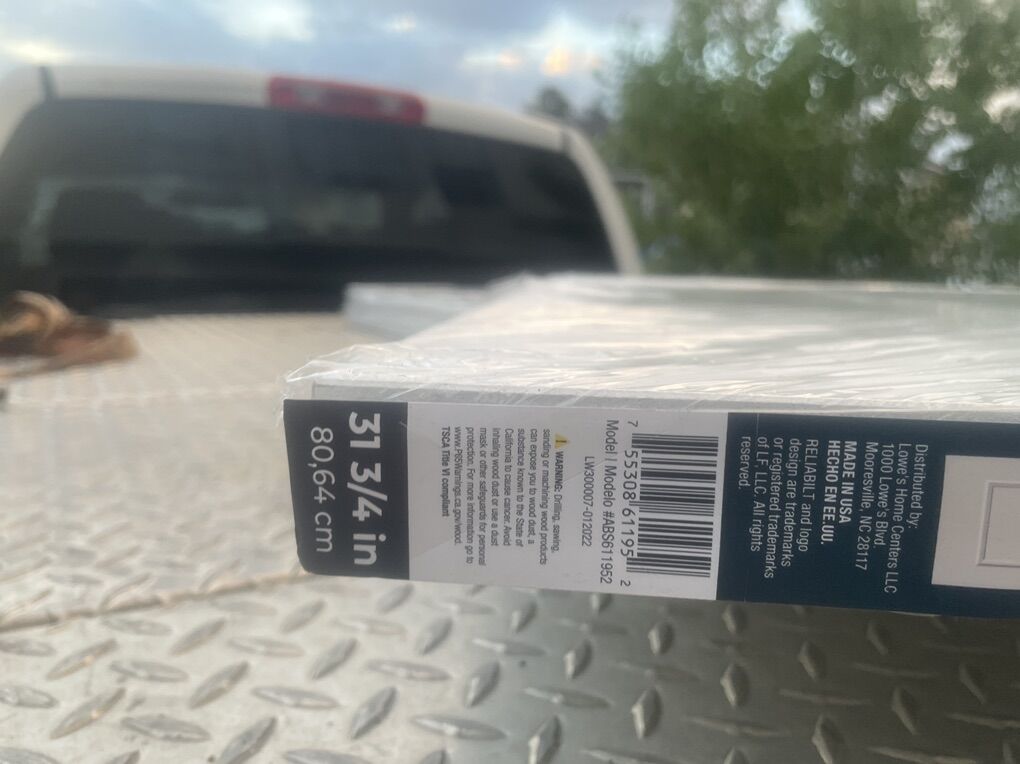 31 3/4 in
80,64 cm
⚠ WARNING: Drilling, sawing,
sanding or machining wood products
can expose you to wood dust, a
substance known to the State of
California to cause cancer. Avoid
inhaling wood dust or use a dust
mask or other safeguards for personal
protection. For more information go to
www.P65Warnings.ca.gov/wood.
TSCA Title VI compliant
7 55308 61195 2
Model | Modelo #ABS611952
LW300007-012022
Distributed by:
Lowe's Home Centers LLC
1000 Lowe's Blvd.
Mooresville, NC 28117
MADE IN USA
HECHO EN EE.UU.
RELIABILT and logo
design are trademarks
or registered trademarks
of LF, LLC. All rights
reserved.